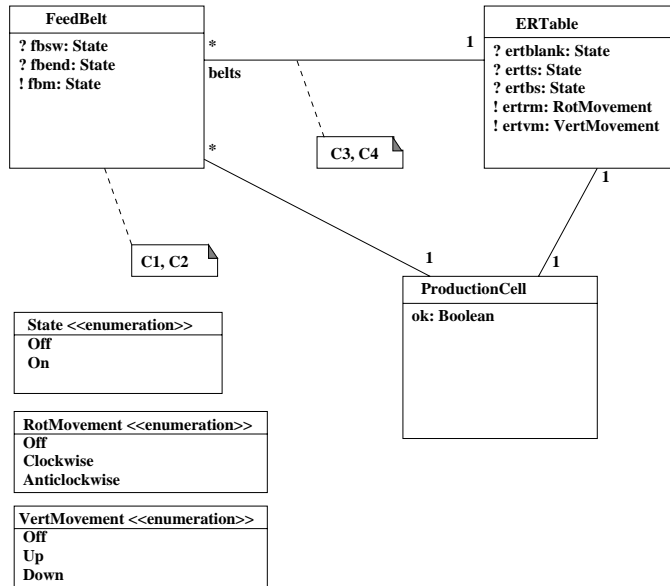 FeedBelt
? fbsw: State
? fbend: State
! fbm: State
*
belts
1
ERTable
? ertblank: State
? ertts: State
? ertbs: State
! ertrm: RotMovement
! ertvm: VertMovement
C3, C4
*
1
C1, C2
1
1
ProductionCell
ok: Boolean
State <<enumeration>>
Off
On
RotMovement <<enumeration>>
Off
Clockwise
Anticlockwise
VertMovement <<enumeration>>
Off
Up
Down